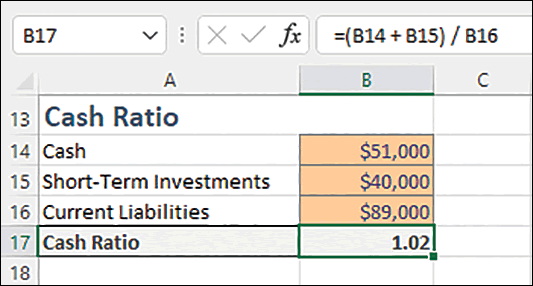 B17 fx =(B14 + B15) / B16
A B C
13 Cash Ratio
14 Cash $51,000
15 Short-Term Investments $40,000
16 Current Liabilities $89,000
17 Cash Ratio 1.02
18